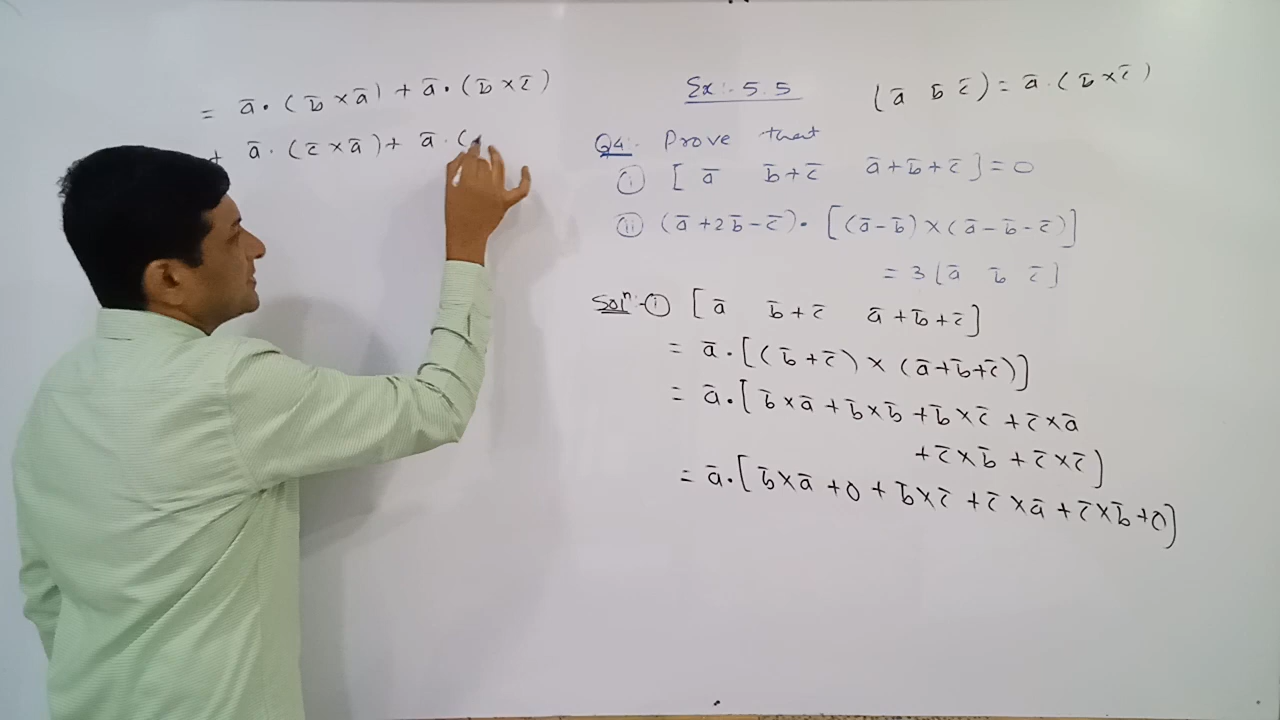 Ex:- 5.5
(ā b̄ c̄) = ā·(b̄×c̄)
Q4:- Prove that
(i) [ā b̄+c̄ ā+b̄+c̄] = 0
(ii) (ā+2b̄-c̄)·[(ā-b̄)×(ā-b̄-c̄)]
= 3[ā b̄ c̄]
Solⁿ:- (i) [ā b̄+c̄ ā+b̄+c̄]
= ā·[(b̄+c̄)×(ā+b̄+c̄)]
= ā·[b̄×ā+b̄×b̄+b̄×c̄+c̄×ā
+c̄×b̄+c̄×c̄]
= ā·[b̄×ā+0+b̄×c̄+c̄×ā+c̄×b̄+0]
= ā·(b̄×ā)+ā·(b̄×c̄)
+ ā·(c̄×ā)+ ā·(